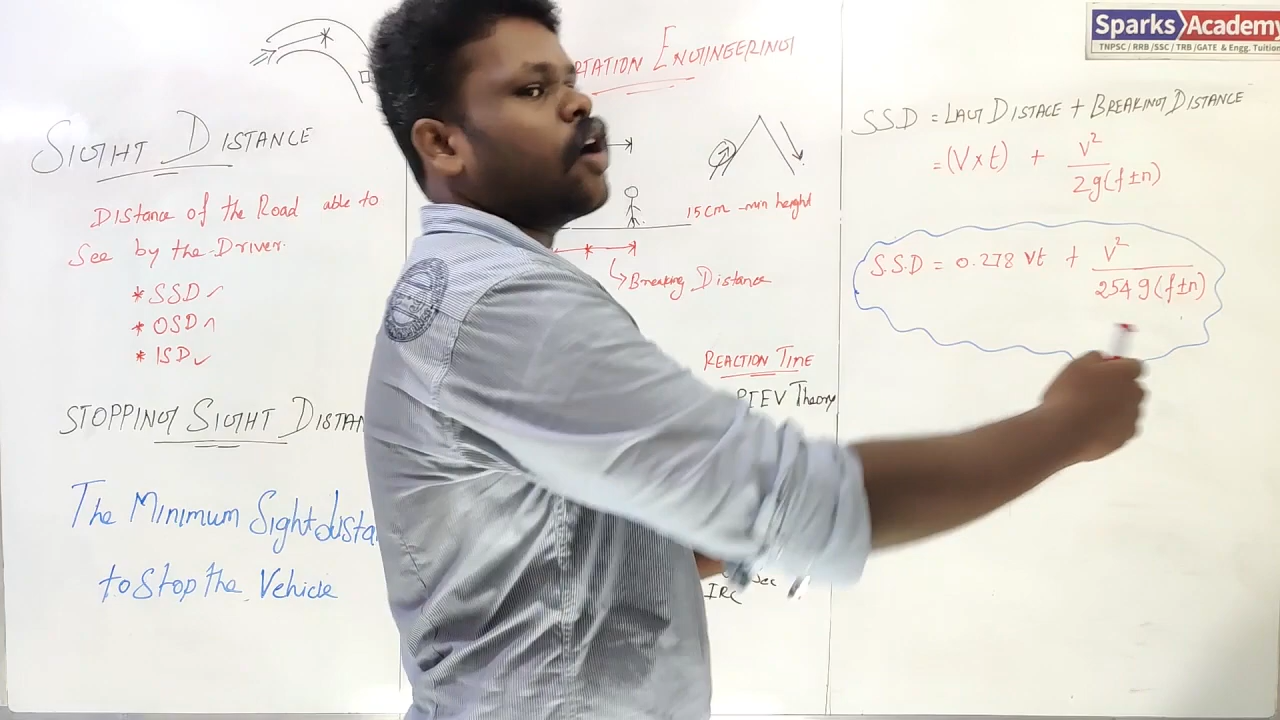 Sparks Academy
TNPSC / RRB /SSC / TRB /GATE & Engg. Tuition
RTATION ENGINEERING
SIGHT DISTANCE
Distance of the Road able to
See by the Driver.
* SSD
* OSD
* ISD
STOPPING SIGHT DISTAN
The Minimum Sight dista
to Stop the Vehicle
15cm -min height
Breaking Distance
REACTION TIME
PIEV Theory
Sec
IRC
SSD = LAG DISTACE + BREAKING DISTANCE
= (V x t) + V²
2g(f±n)
S.S.D = 0.278 Vt + V²
254 g(f±n)